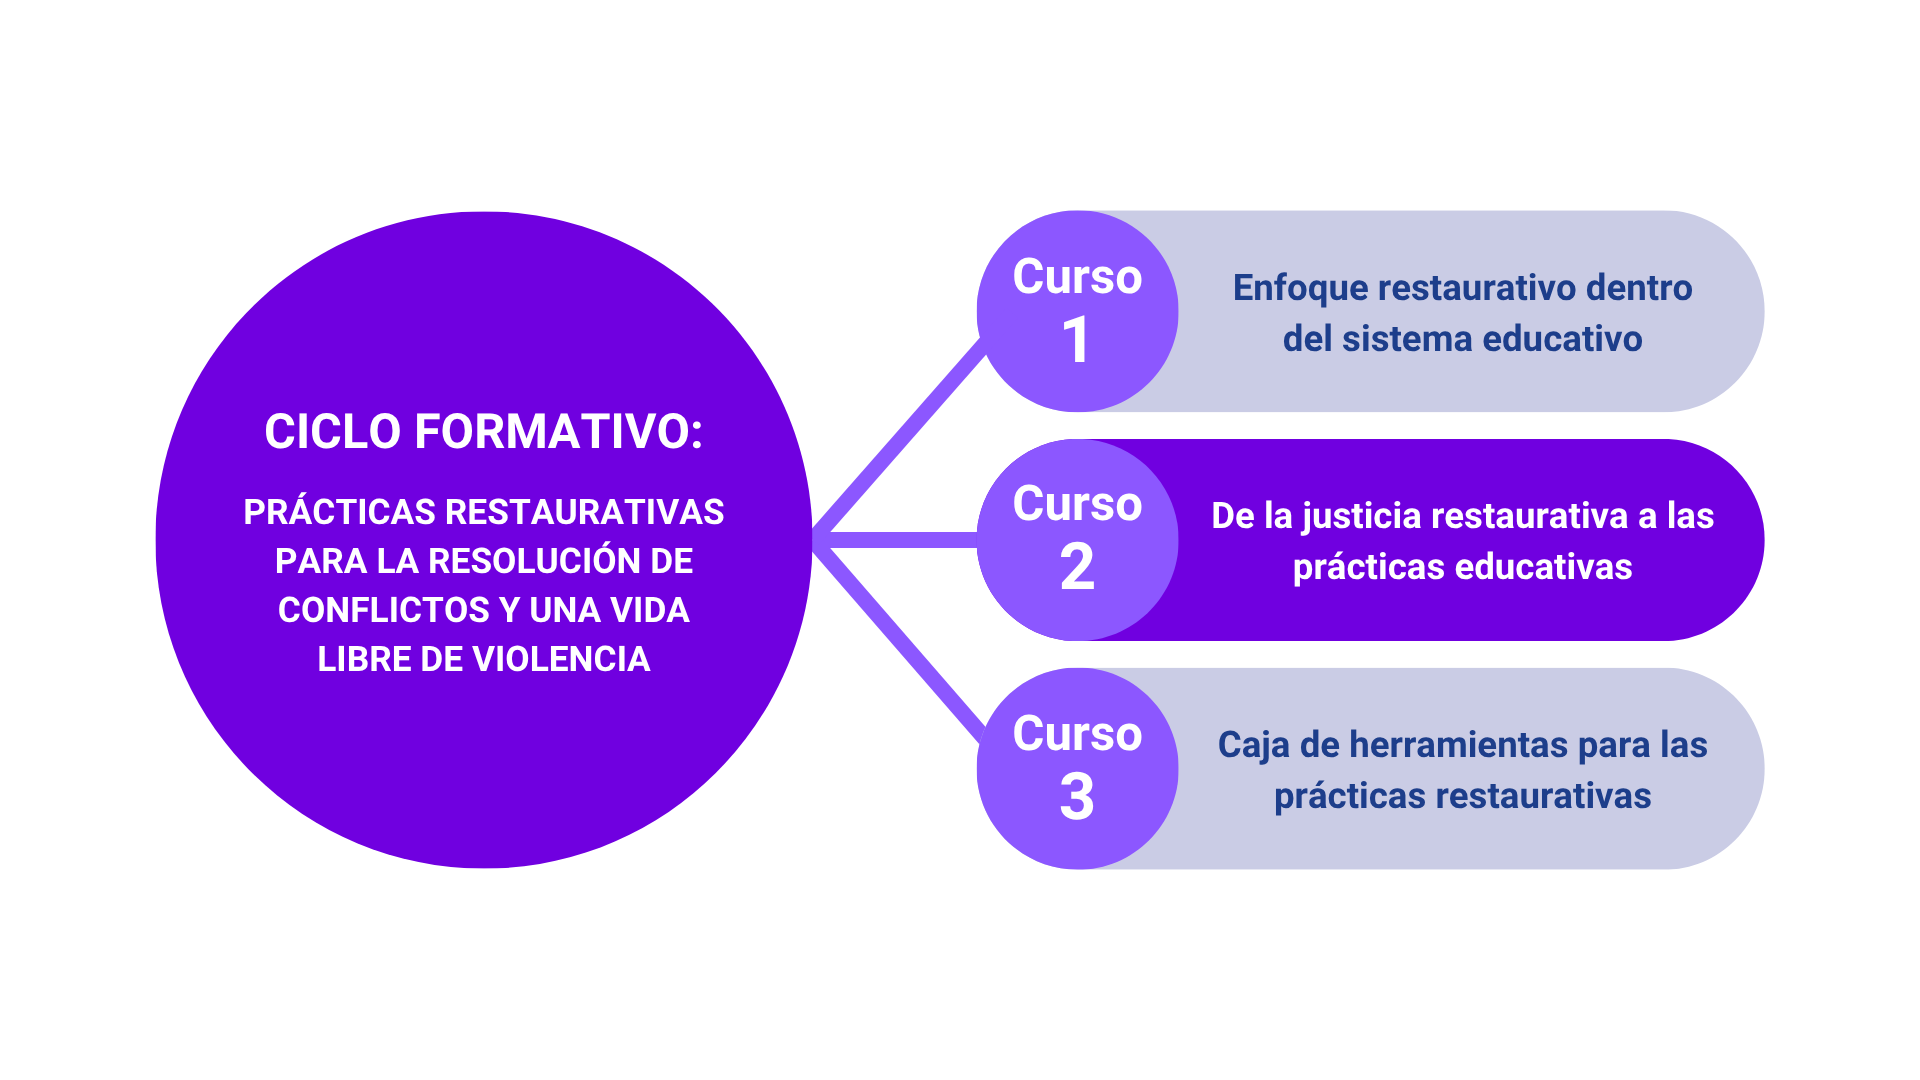 CICLO FORMATIVO:
PRÁCTICAS RESTAURATIVAS
PARA LA RESOLUCIÓN DE
CONFLICTOS Y UNA VIDA
LIBRE DE VIOLENCIA
Curso
1
Enfoque restaurativo dentro
del sistema educativo
Curso
2
De la justicia restaurativa a las
prácticas educativas
Curso
3
Caja de herramientas para las
prácticas restaurativas